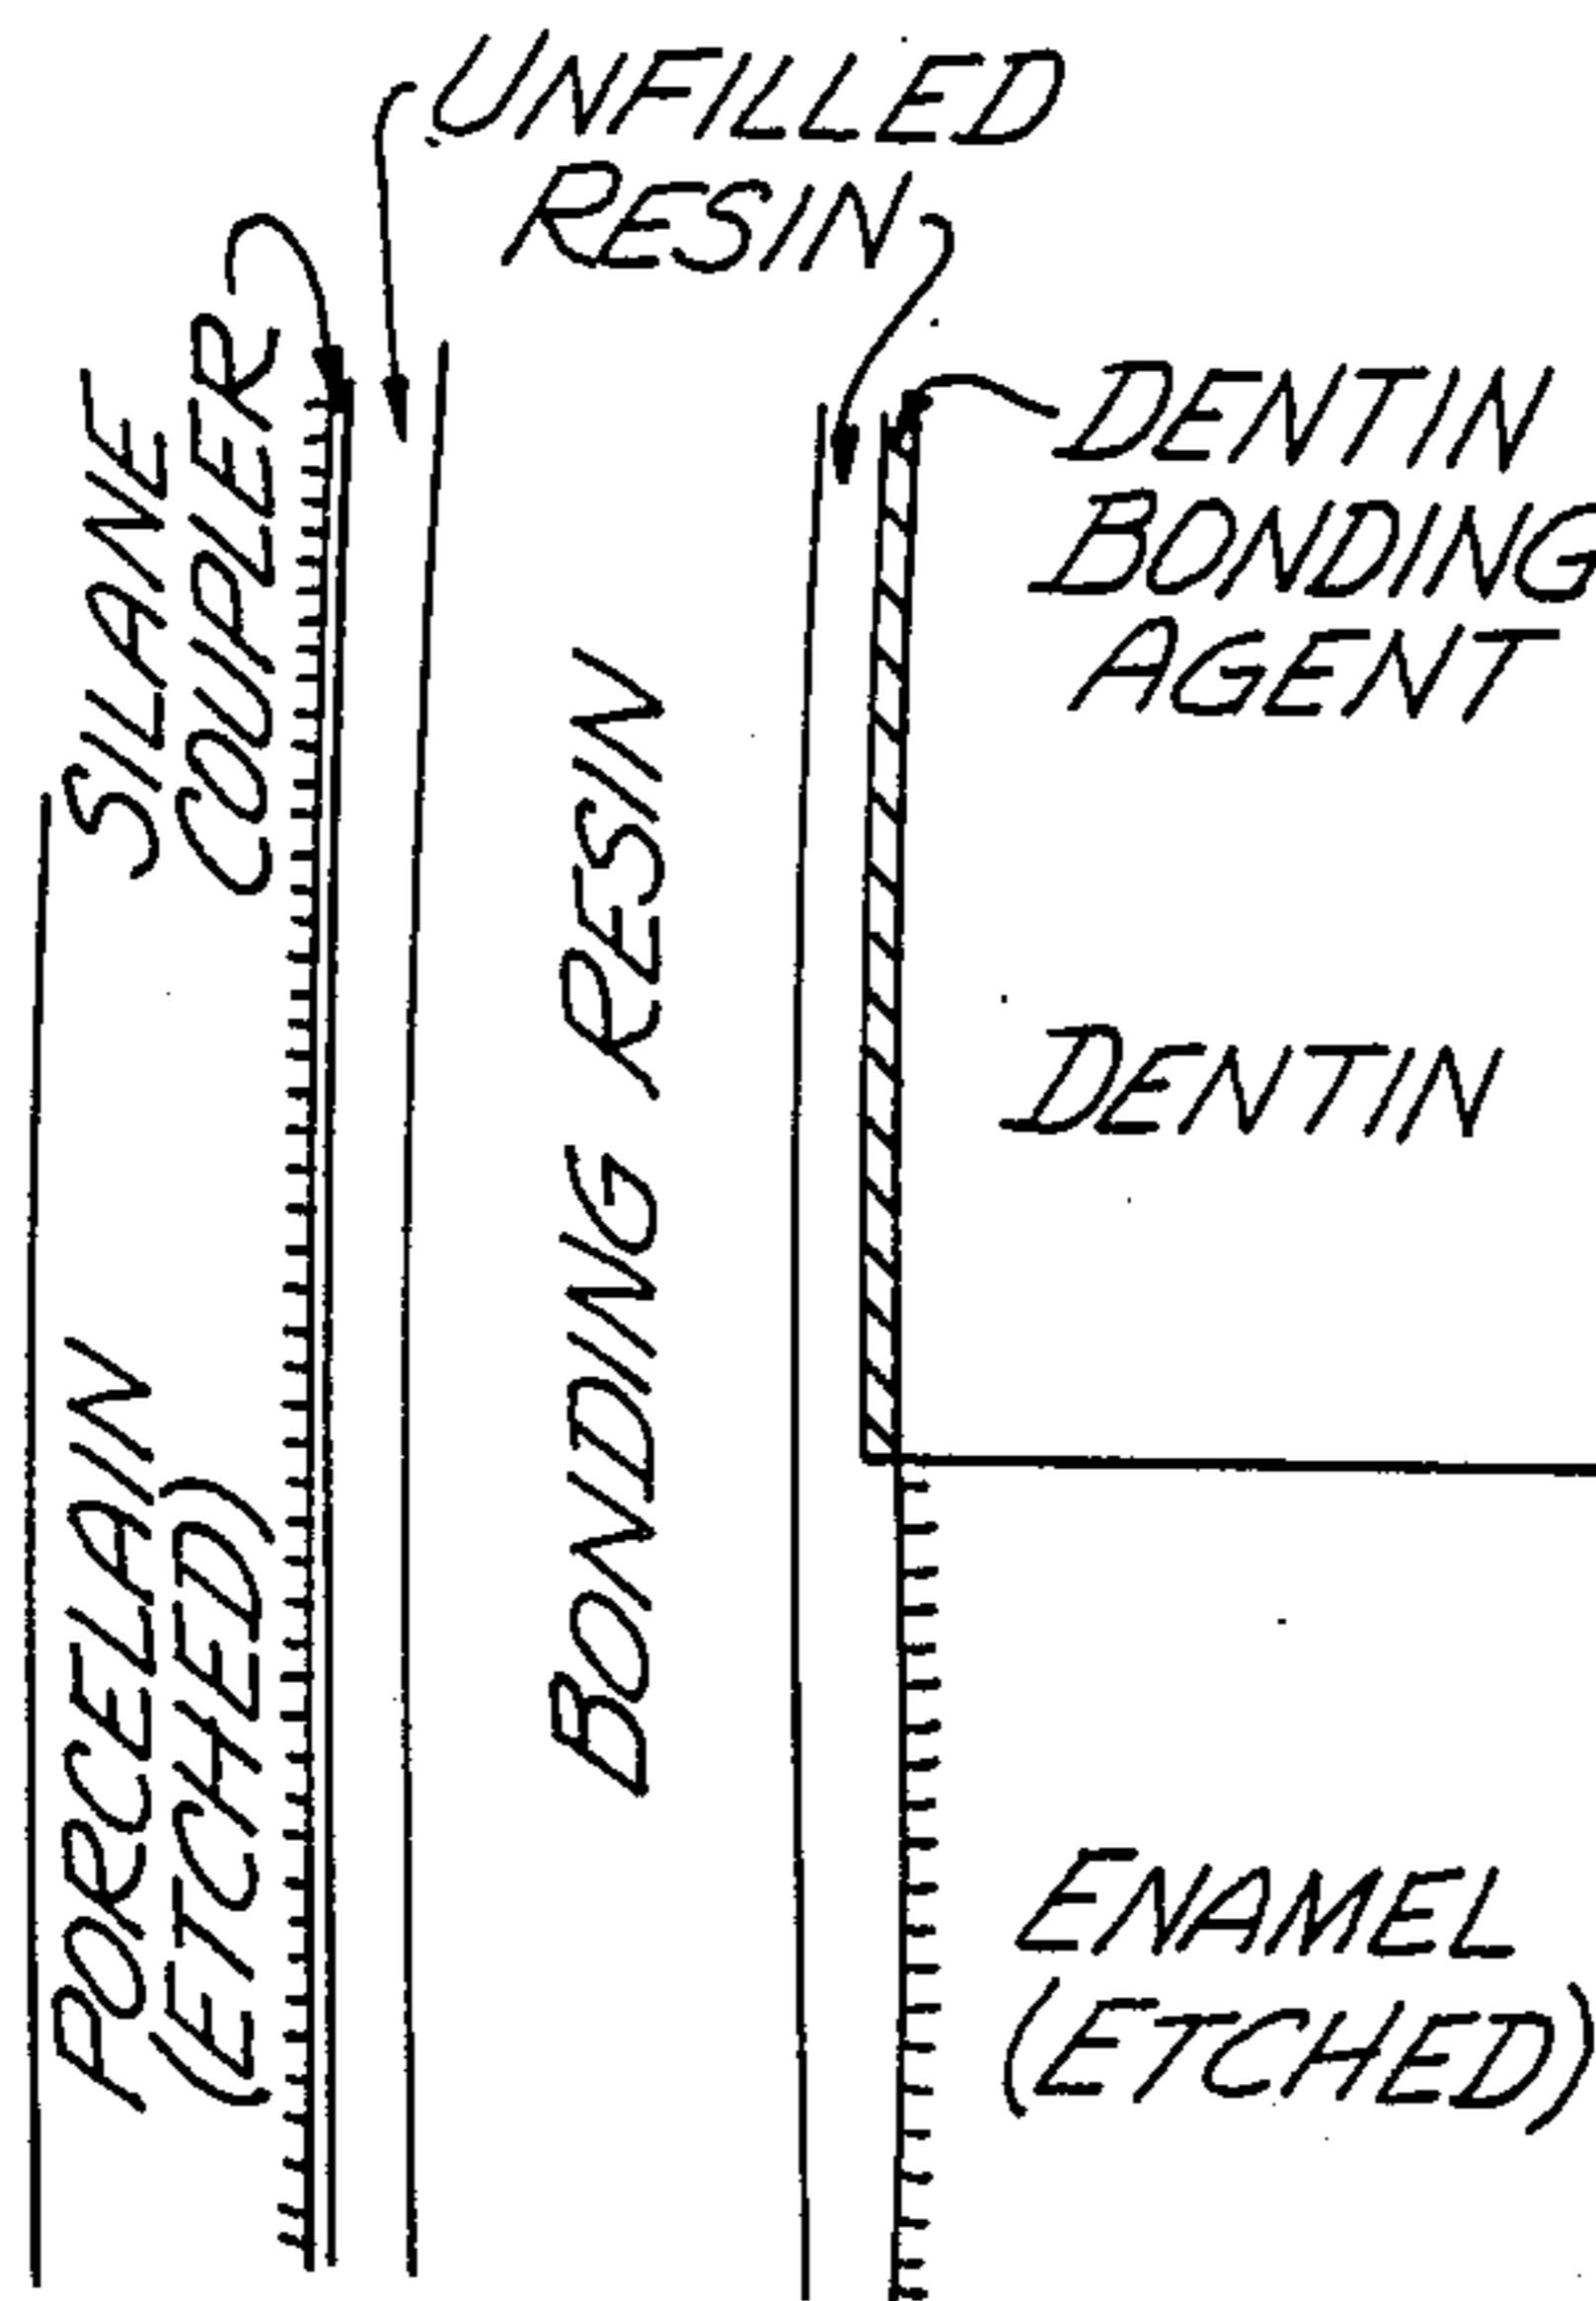 UNFILLED
RESIN
SILANE
COUPLER
DENTIN
BONDING
AGENT
BONDING RESIN
DENTIN
PORCELAIN
(ETCHED)
ENAMEL
(ETCHED)